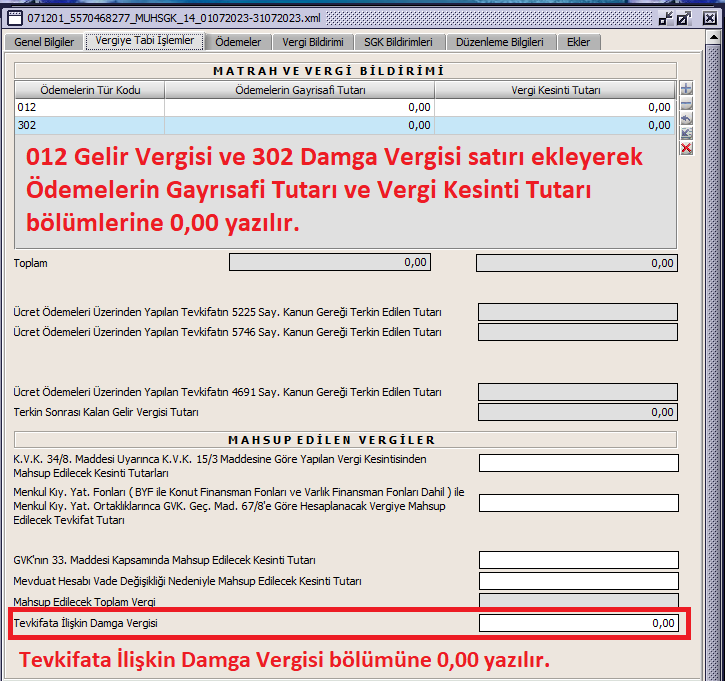 071201_5570468277_MUHSGK_14_01072023-31072023.xml
Genel Bilgiler Vergiye Tabi İşlemler Ödemeler Vergi Bildirimi SGK Bildirimleri Düzenleme Bilgileri Ekler
MATRAH VE VERGİ BİLDİRİMİ
Ödemelerin Tür Kodu Ödemelerin Gayrisafi Tutarı Vergi Kesinti Tutarı
012 0,00 0,00
302 0,00 0,00
012 Gelir Vergisi ve 302 Damga Vergisi satırı ekleyerek
Ödemelerin Gayrısafi Tutarı ve Vergi Kesinti Tutarı
bölümlerine 0,00 yazılır.
Toplam 0,00 0,00
Ücret Ödemeleri Üzerinden Yapılan Tevkifatın 5225 Say. Kanun Gereği Terkin Edilen Tutarı
Ücret Ödemeleri Üzerinden Yapılan Tevkifatın 5746 Say. Kanun Gereği Terkin Edilen Tutarı
Ücret Ödemeleri Üzerinden Yapılan Tevkifatın 4691 Say. Kanun Gereği Terkin Edilen Tutarı
Terkin Sonrası Kalan Gelir Vergisi Tutarı 0,00
MAHSUP EDİLEN VERGİLER
K.V.K. 34/8. Maddesi Uyarınca K.V.K. 15/3 Maddesine Göre Yapılan Vergi Kesintisinden
Mahsup Edilecek Kesinti Tutarları
Menkul Kıy. Yat. Fonları ( BYF ile Konut Finansman Fonları ve Varlık Finansman Fonları Dahil ) ile
Menkul Kıy. Yat. Ortaklıklarınca GVK. Geç. Mad. 67/8'e Göre Hesaplanacak Vergiye Mahsup
Edilecek Tevkifat Tutarı
GVK'nın 33. Maddesi Kapsamında Mahsup Edilecek Kesinti Tutarı
Mevduat Hesabı Vade Değişikliği Nedeniyle Mahsup Edilecek Kesinti Tutarı
Mahsup Edilecek Toplam Vergi
Tevkifata İlişkin Damga Vergisi 0,00
Tevkifata İlişkin Damga Vergisi bölümüne 0,00 yazılır.